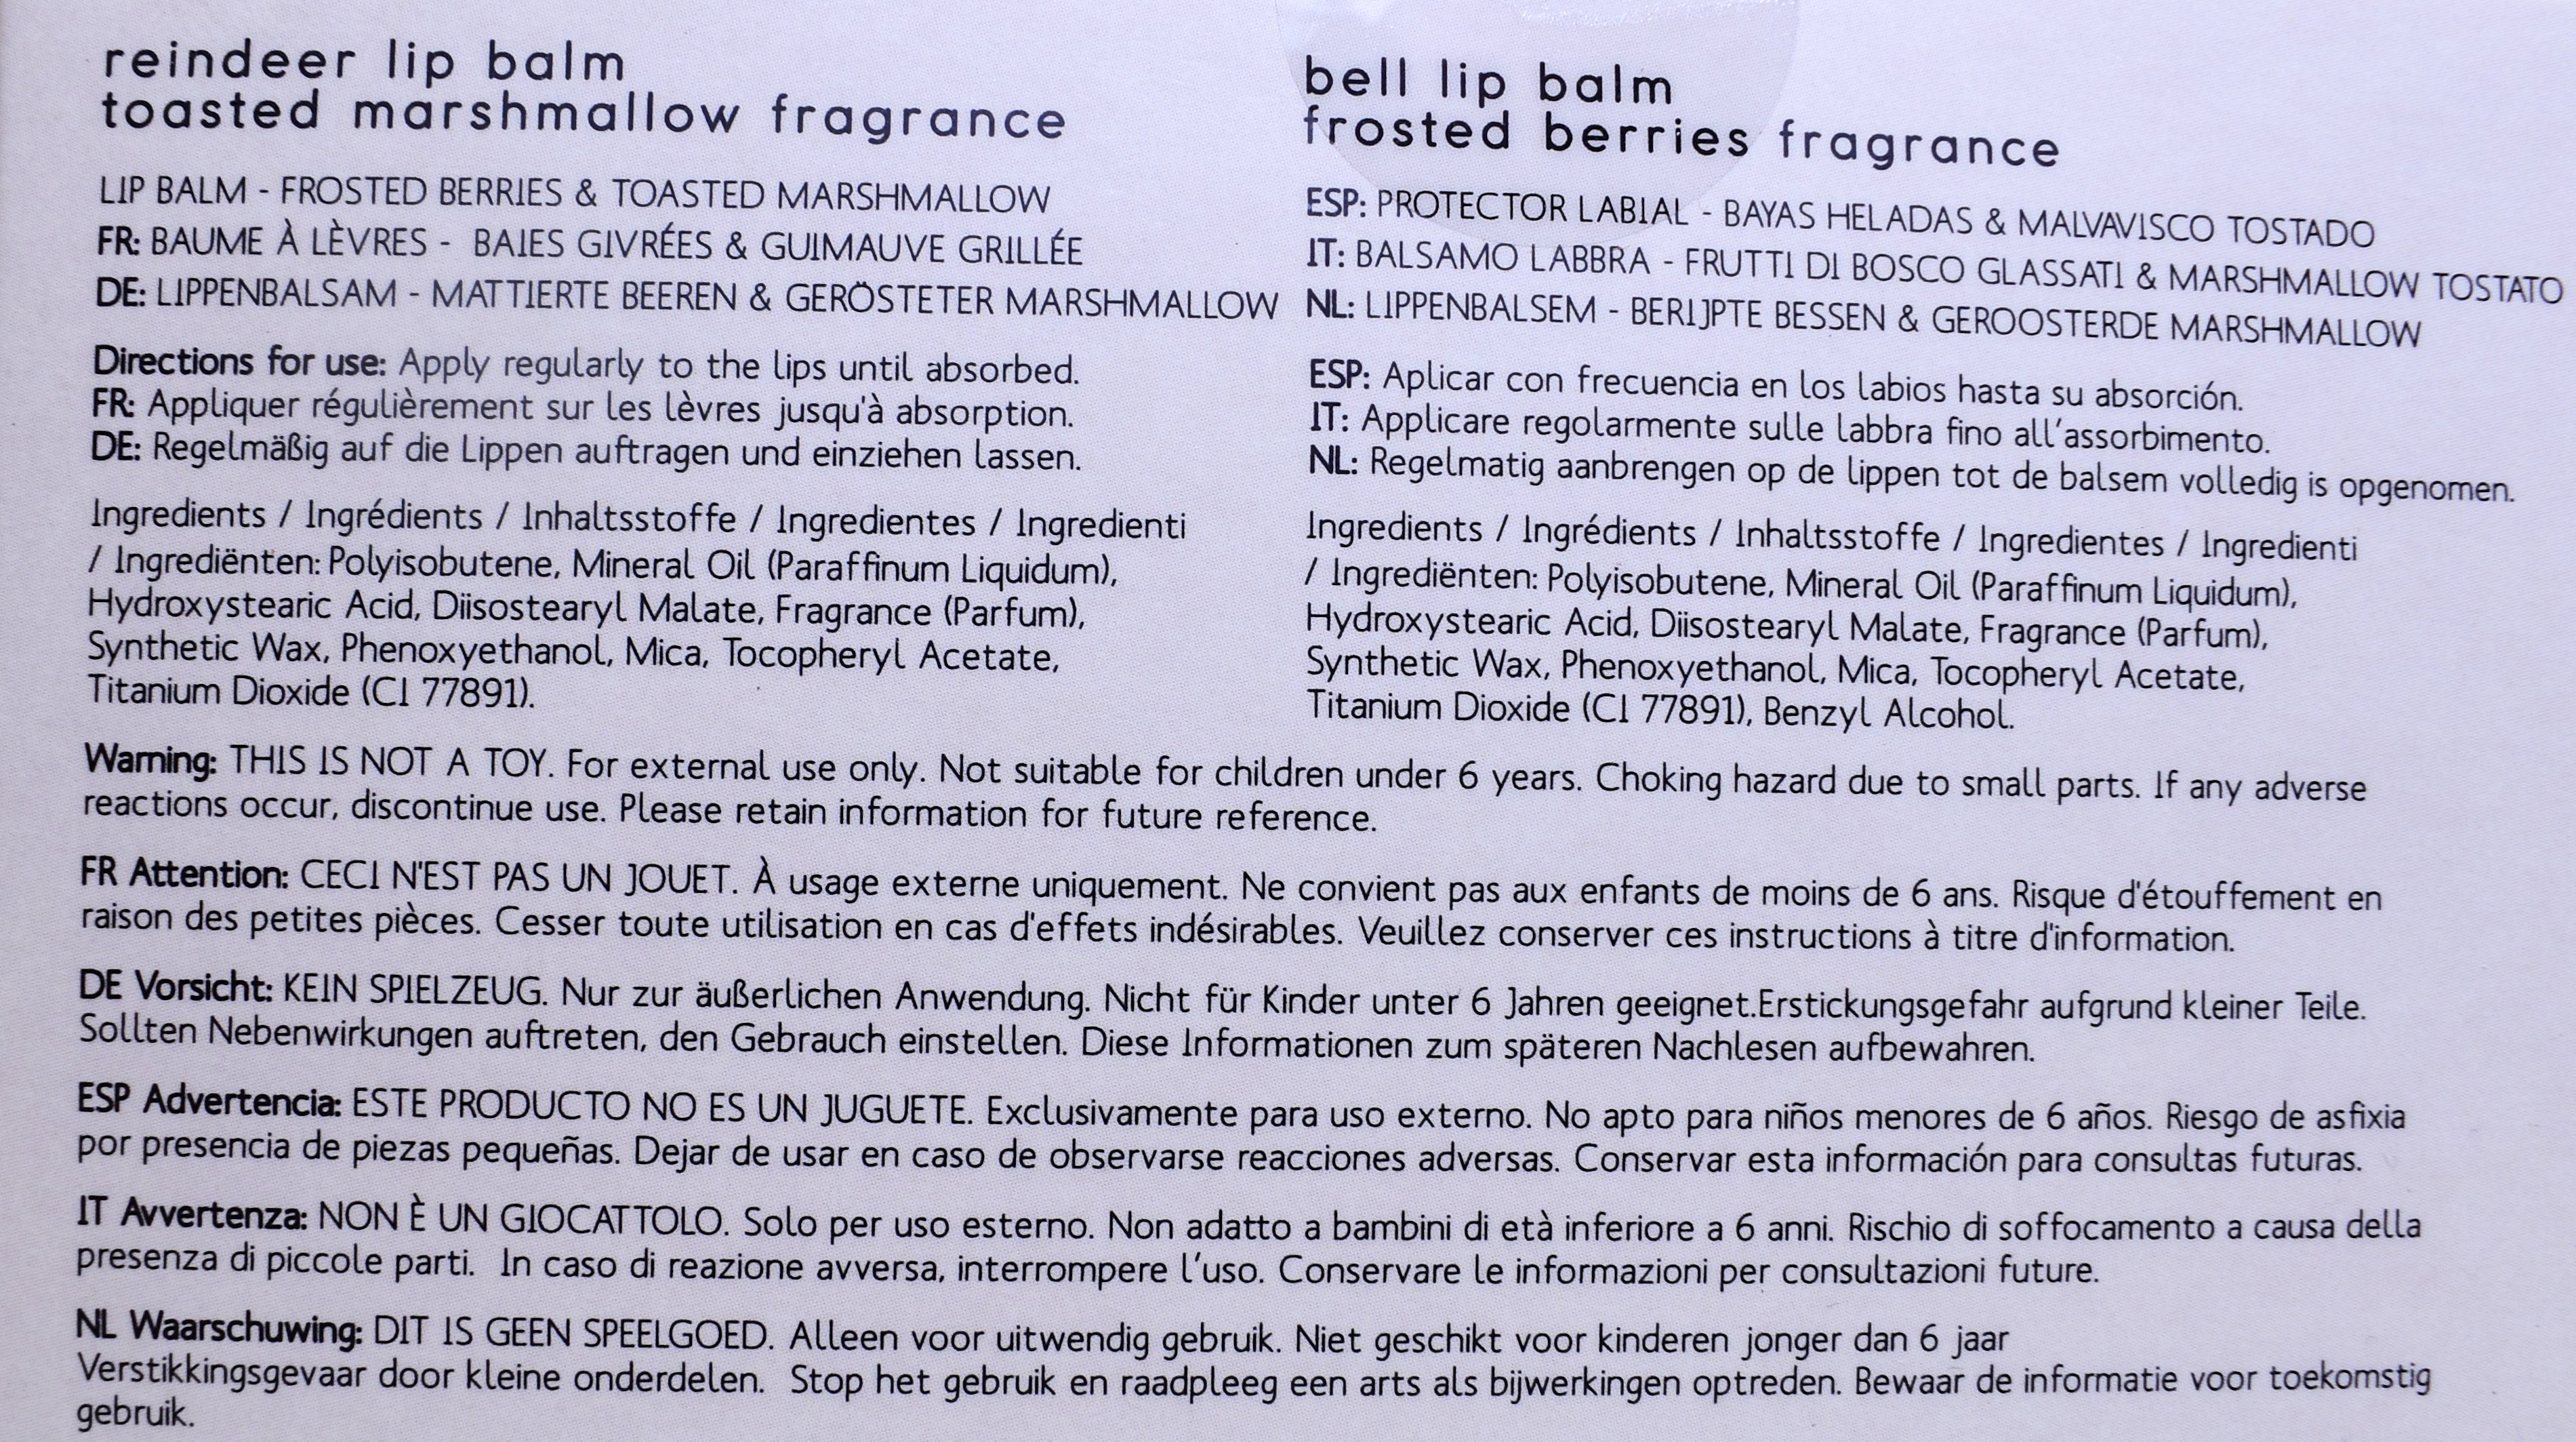 reindeer lip balm
toasted marshmallow fragrance
LIP BALM - FROSTED BERRIES & TOASTED MARSHMALLOW
FR: BAUME À LÈVRES - BAIES GIVRÉES & GUIMAUVE GRILLÉE
DE: LIPPENBALSAM - MATTIERTE BEEREN & GERÖSTETER MARSHMALLOW
Directions for use: Apply regularly to the lips until absorbed.
FR: Appliquer régulièrement sur les lèvres jusqu'à absorption.
DE: Regelmäßig auf die Lippen auftragen und einziehen lassen.
Ingredients / Ingrédients / Inhaltsstoffe / Ingredientes / Ingredienti
/ Ingrediënten: Polyisobutene, Mineral Oil (Paraffinum Liquidum),
Hydroxystearic Acid, Diisostearyl Malate, Fragrance (Parfum),
Synthetic Wax, Phenoxyethanol, Mica, Tocopheryl Acetate,
Titanium Dioxide (CI 77891).
bell lip balm
frosted berries fragrance
ESP: PROTECTOR LABIAL - BAYAS HELADAS & MALVAVISCO TOSTADO
IT: BALSAMO LABBRA - FRUTTI DI BOSCO GLASSATI & MARSHMALLOW TOSTATO
NL: LIPPENBALSEM - BERIJPTE BESSEN & GEROOSTERDE MARSHMALLOW
ESP: Aplicar con frecuencia en los labios hasta su absorción.
IT: Applicare regolarmente sulle labbra fino all'assorbimento.
NL: Regelmatig aanbrengen op de lippen tot de balsem volledig is opgenomen.
Ingredients / Ingrédients / Inhaltsstoffe / Ingredientes / Ingredienti
/ Ingrediënten: Polyisobutene, Mineral Oil (Paraffinum Liquidum),
Hydroxystearic Acid, Diisostearyl Malate, Fragrance (Parfum),
Synthetic Wax, Phenoxyethanol, Mica, Tocopheryl Acetate,
Titanium Dioxide (CI 77891), Benzyl Alcohol.
Warning: THIS IS NOT A TOY. For external use only. Not suitable for children under 6 years. Choking hazard due to small parts. If any adverse
reactions occur, discontinue use. Please retain information for future reference.
FR Attention: CECI N'EST PAS UN JOUET. À usage externe uniquement. Ne convient pas aux enfants de moins de 6 ans. Risque d'étouffement en
raison des petites pièces. Cesser toute utilisation en cas d'effets indésirables. Veuillez conserver ces instructions à titre d'information.
DE Vorsicht: KEIN SPIELZEUG. Nur zur äußerlichen Anwendung. Nicht für Kinder unter 6 Jahren geeignet.Erstickungsgefahr aufgrund kleiner Teile.
Sollten Nebenwirkungen auftreten, den Gebrauch einstellen. Diese Informationen zum späteren Nachlesen aufbewahren.
ESP Advertencia: ESTE PRODUCTO NO ES UN JUGUETE. Exclusivamente para uso externo. No apto para niños menores de 6 años. Riesgo de asfixia
por presencia de piezas pequeñas. Dejar de usar en caso de observarse reacciones adversas. Conservar esta información para consultas futuras.
IT Avvertenza: NON È UN GIOCATTOLO. Solo per uso esterno. Non adatto a bambini di età inferiore a 6 anni. Rischio di soffocamento a causa della
presenza di piccole parti. In caso di reazione avversa, interrompere l'uso. Conservare le informazioni per consultazioni future.
NL Waarschuwing: DIT IS GEEN SPEELGOED. Alleen voor uitwendig gebruik. Niet geschikt voor kinderen jonger dan 6 jaar
Verstikkingsgevaar door kleine onderdelen. Stop het gebruik en raadpleeg een arts als bijwerkingen optreden. Bewaar de informatie voor toekomstig
gebruik.